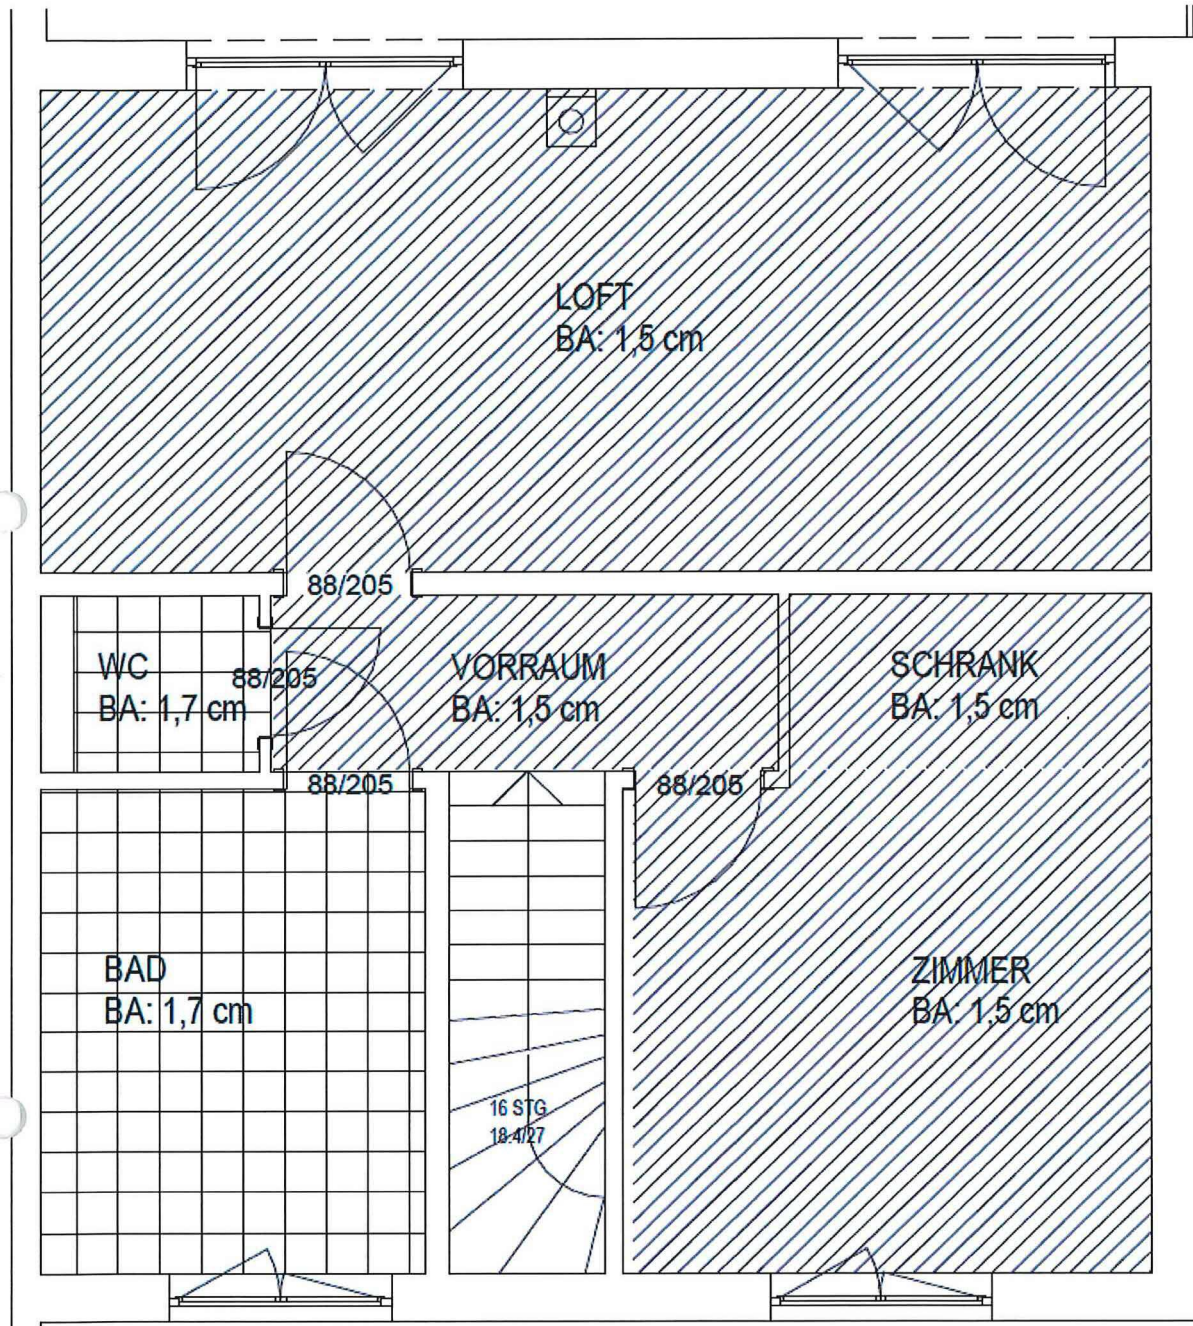 LOFT
BA: 1,5 cm
88/205
WC
BA: 1,7 cm
88/205
VORRAUM
BA: 1,5 cm
SCHRANK
BA: 1,5 cm
88/205
88/205
BAD
BA: 1,7 cm
ZIMMER
BA: 1,5 cm
16 STG
18.4/27